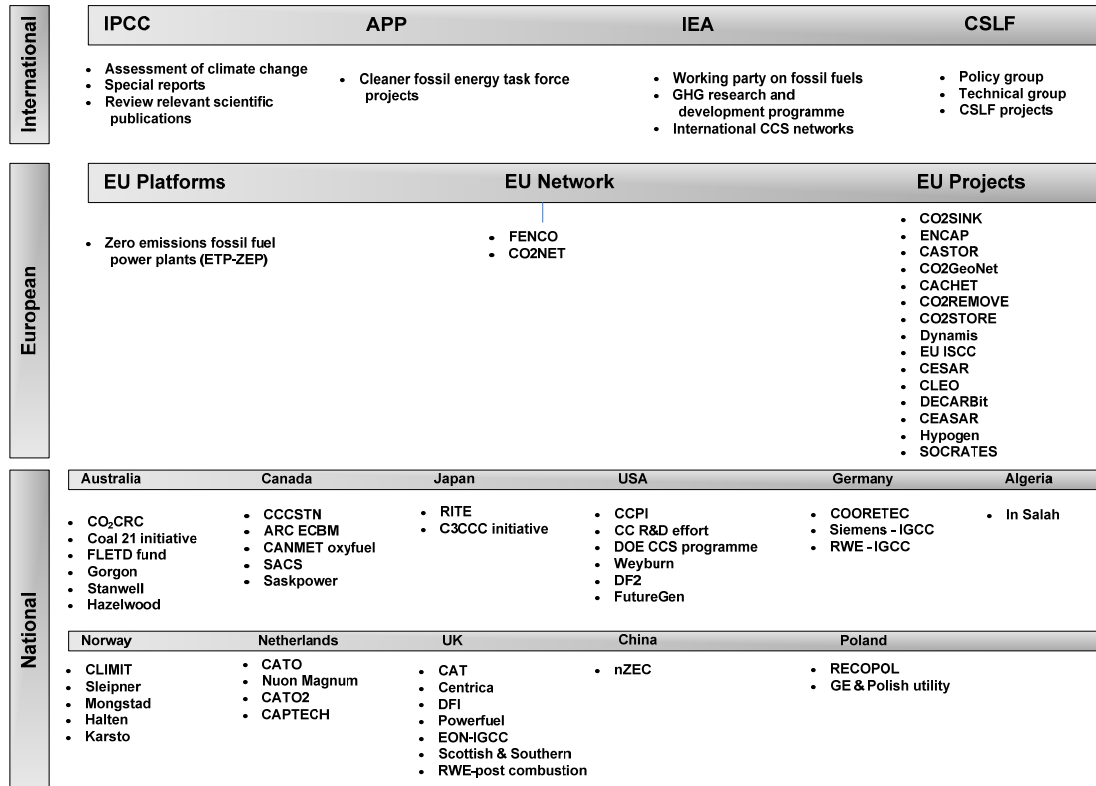 International
IPCC
APP
IEA
CSLF
• Assessment of climate change
• Special reports
• Review relevant scientific
publications
• Cleaner fossil energy task force
projects
• Working party on fossil fuels
• GHG research and
development programme
• International CCS networks
• Policy group
• Technical group
• CSLF projects
European
EU Platforms
EU Network
EU Projects
• Zero emissions fossil fuel
power plants (ETP-ZEP)
• FENCO
• CO2NET
• CO2SINK
• ENCAP
• CASTOR
• CO2GeoNet
• CACHET
• CO2REMOVE
• CO2STORE
• Dynamis
• EU ISCC
• CESAR
• CLEO
• DECARBit
• CEASAR
• Hypogen
• SOCRATES
National
Australia
Canada
Japan
USA
Germany
Algeria
• CO₂CRC
• Coal 21 initiative
• FLETD fund
• Gorgon
• Stanwell
• Hazelwood
• CCCSTN
• ARC ECBM
• CANMET oxyfuel
• SACS
• Saskpower
• RITE
• C3CCC initiative
• CCPI
• CC R&D effort
• DOE CCS programme
• Weyburn
• DF2
• FutureGen
• COORETEC
• Siemens - IGCC
• RWE - IGCC
• In Salah
Norway
Netherlands
UK
China
Poland
• CLIMIT
• Sleipner
• Mongstad
• Halten
• Karsto
• CATO
• Nuon Magnum
• CATO2
• CAPTECH
• CAT
• Centrica
• DFI
• Powerfuel
• EON-IGCC
• Scottish & Southern
• RWE-post combustion
• nZEC
• RECOPOL
• GE & Polish utility